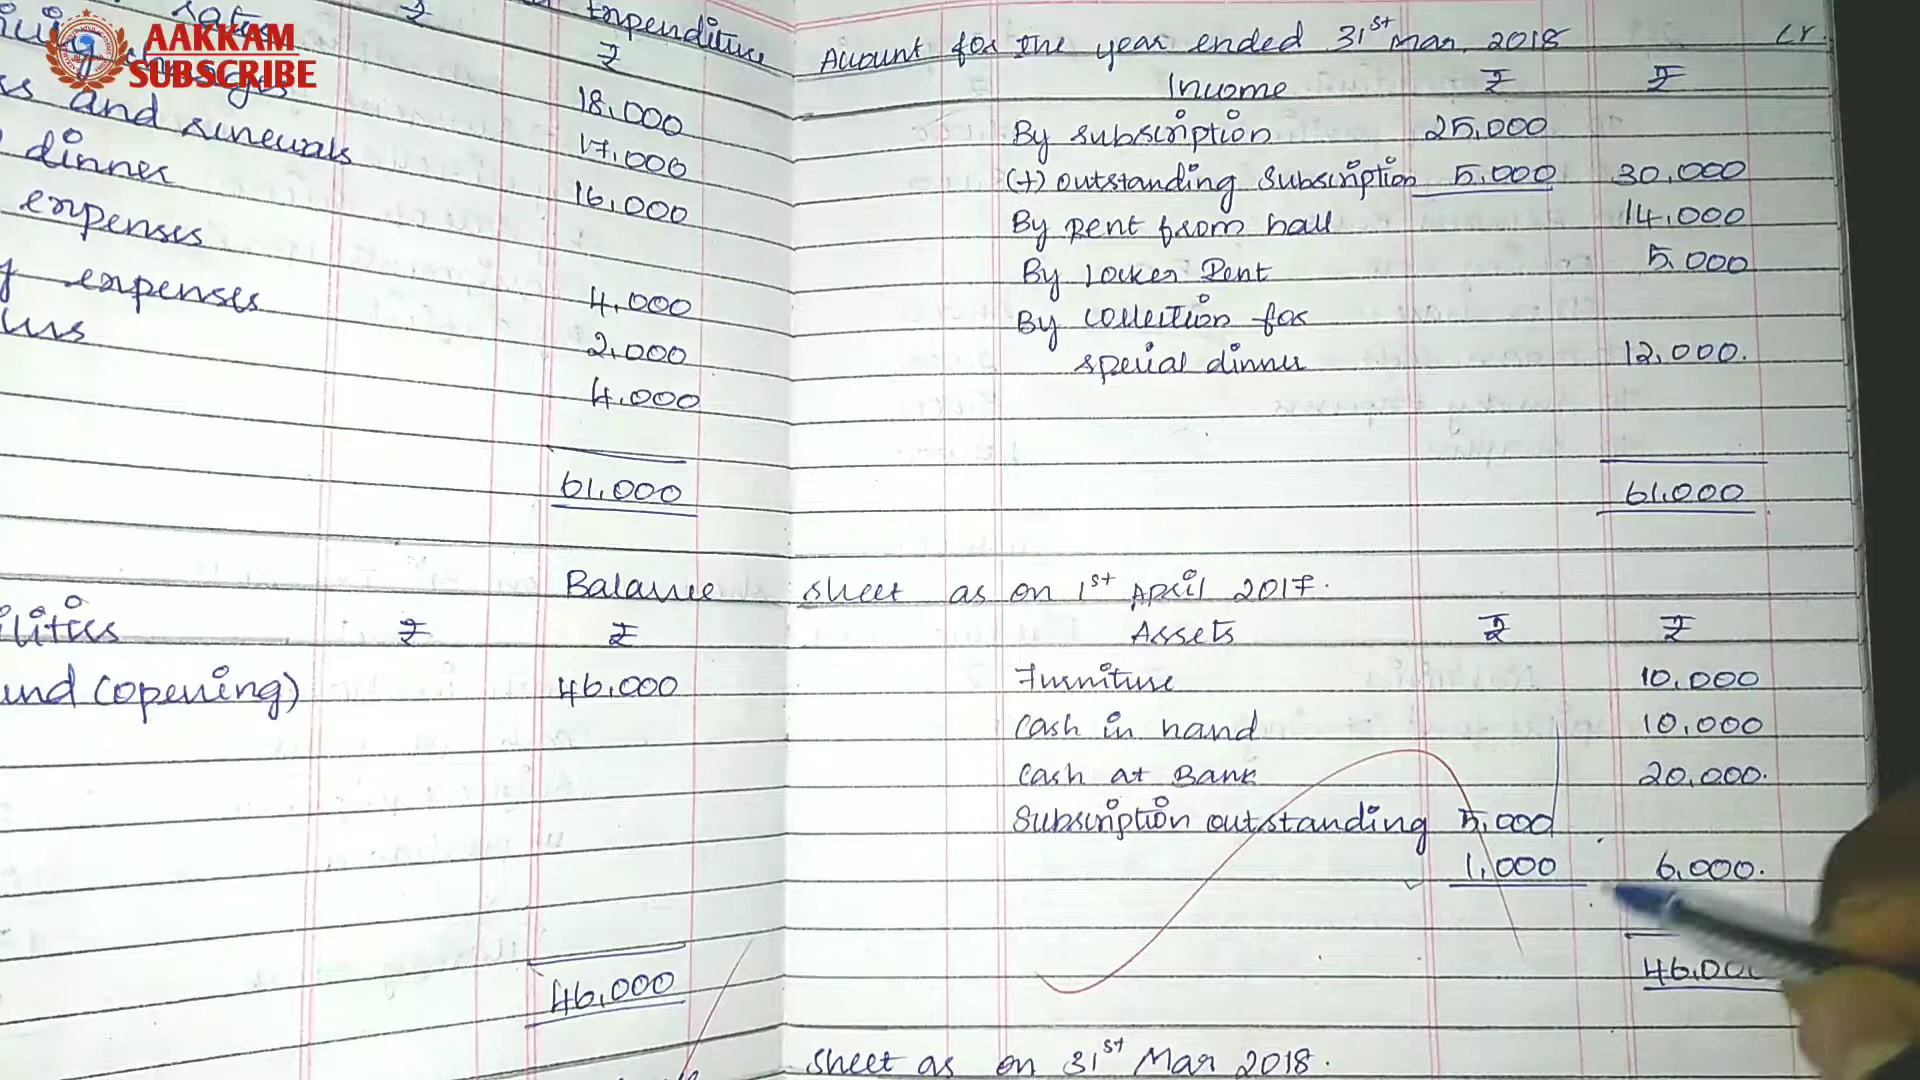 AAKKAM
SUBSCRIBE
Expenditure
₹ ₹
charges 18,000
ss and renewals 17,000
dinner 16,000
expenses 4,000
expenses 2,000
4,000
61,000
Account for the year ended 31st Mar, 2018 Cr.
Income ₹ ₹
By subscription 25,000
(+) outstanding subscription 5,000 30,000
By Rent from hall 14,000
By Locker Rent 5,000
By collection for
special dinner 12,000.
61,000
Balance sheet as on 1st April 2017.
ilities ₹ ₹
und (opening) 46,000
46,000
Assets ₹ ₹
Furniture 10,000
Cash in hand 10,000
Cash at Bank 20,000.
Subscription outstanding 5,000
1,000 6,000.
46,000
sheet as on 31st Mar 2018.